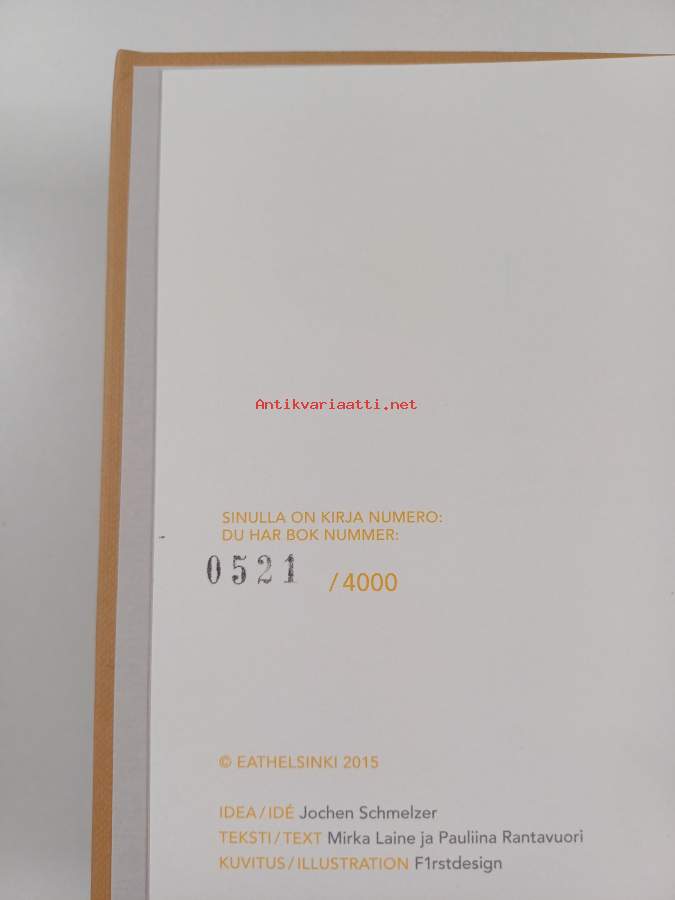 Antikvariaatti.net
SINULLA ON KIRJA NUMERO:
DU HAR BOK NUMMER:
0521 /4000
© EATHELSINKI 2015
IDEA/IDÉ Jochen Schmelzer
TEKSTI/TEXT Mirka Laine ja Pauliina Rantavuori
KUVITUS/ILLUSTRATION F1rstdesign